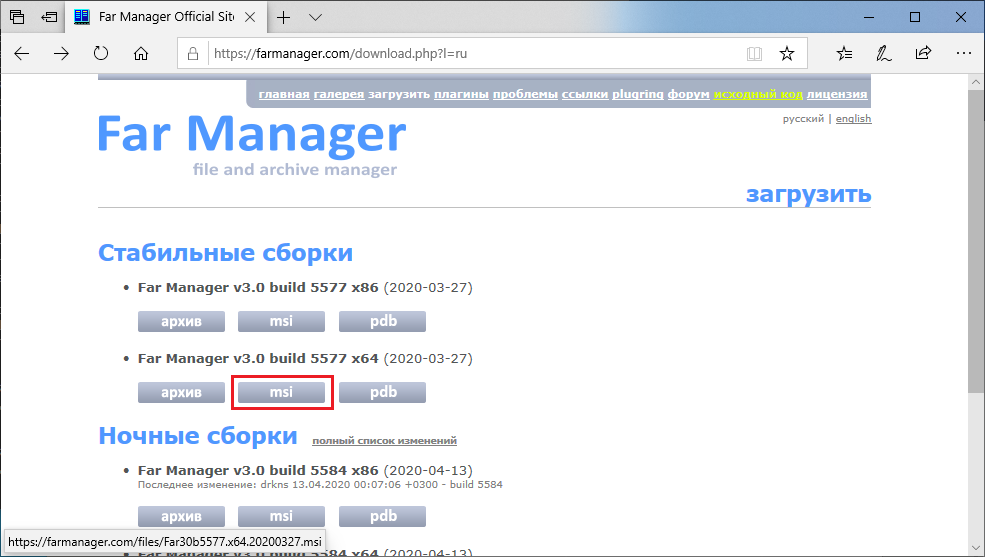 Far Manager Official Site
https://farmanager.com/download.php?l=ru
главная галерея загрузить плагины проблемы ссылки plugring форум исходный код лицензия
русский | english
Far Manager
file and archive manager
загрузить
Стабильные сборки
• Far Manager v3.0 build 5577 x86 (2020-03-27)
архив msi pdb
• Far Manager v3.0 build 5577 x64 (2020-03-27)
архив msi pdb
Ночные сборки полный список изменений
• Far Manager v3.0 build 5584 x86 (2020-04-13)
Последнее изменение: drkns 13.04.2020 00:07:06 +0300 - build 5584
архив msi pdb
https://farmanager.com/files/Far30b5577.x64.20200327.msi
build 5584 x64 (2020-04-13)